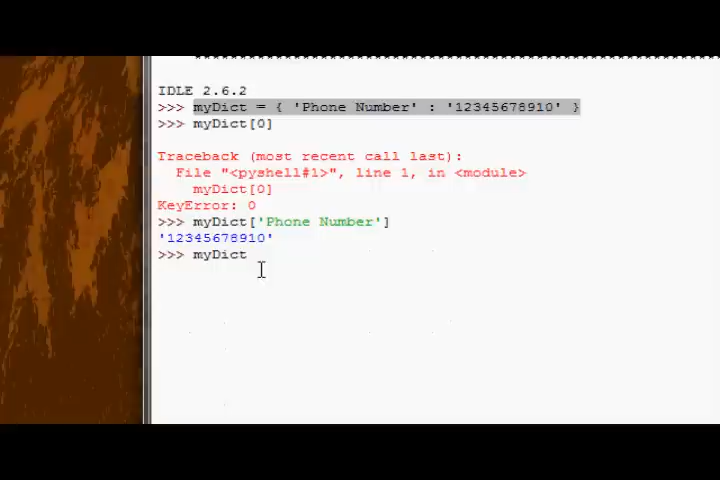 IDLE 2.6.2
>>> myDict = { 'Phone Number' : '12345678910' }
>>> myDict[0]
Traceback (most recent call last):
  File "<pyshell#1>", line 1, in <module>
    myDict[0]
KeyError: 0
>>> myDict['Phone Number']
'12345678910'
>>> myDict